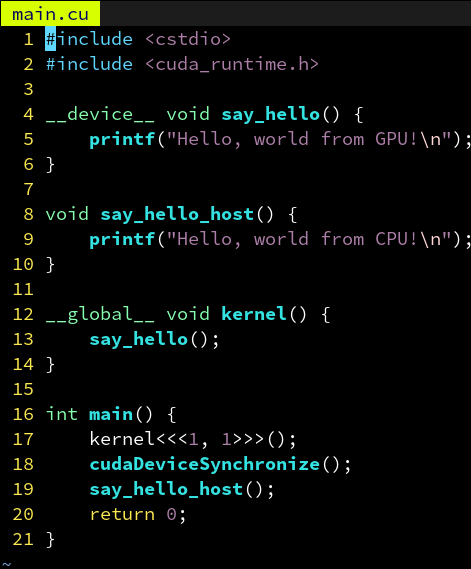 main.cu
1 #include <cstdio>
2 #include <cuda_runtime.h>
3
4 __device__ void say_hello() {
5     printf("Hello, world from GPU!\n");
6 }
7
8 void say_hello_host() {
9     printf("Hello, world from CPU!\n");
10 }
11
12 __global__ void kernel() {
13     say_hello();
14 }
15
16 int main() {
17     kernel<<<1, 1>>>();
18     cudaDeviceSynchronize();
19     say_hello_host();
20     return 0;
21 }
~